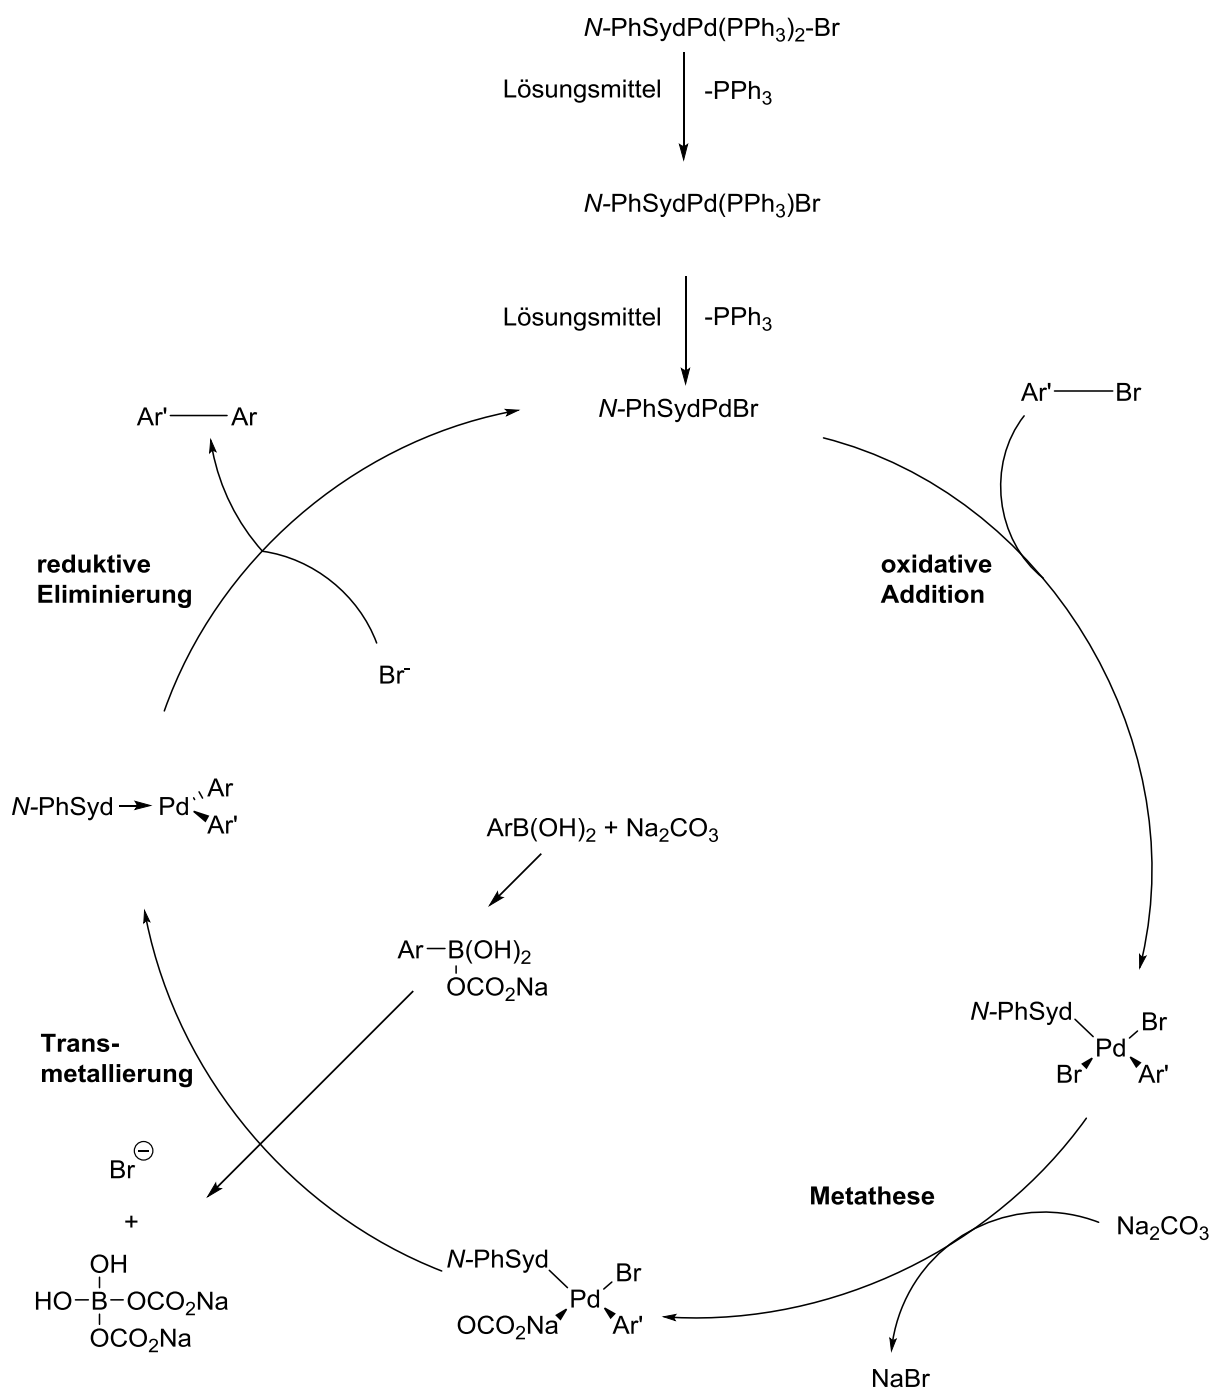 N-PhSydPd(PPh₃)₂-Br
Lösungsmittel -PPh₃
N-PhSydPd(PPh₃)Br
Lösungsmittel -PPh₃
N-PhSydPdBr
Ar'—Br
Ar'—Ar
oxidative
Addition
reduktive
Eliminierung
Br⁻
N-PhSyd→Pd
Ar
Ar'
ArB(OH)₂ + Na₂CO₃
Ar—B(OH)₂
OCO₂Na
N-PhSyd
Br
Pd
Br
Ar'
Trans-
metallierung
Br⊖
+
OH
HO—B—OCO₂Na
OCO₂Na
Metathese
Na₂CO₃
NaBr
N-PhSyd
Br
Pd
OCO₂Na
Ar'